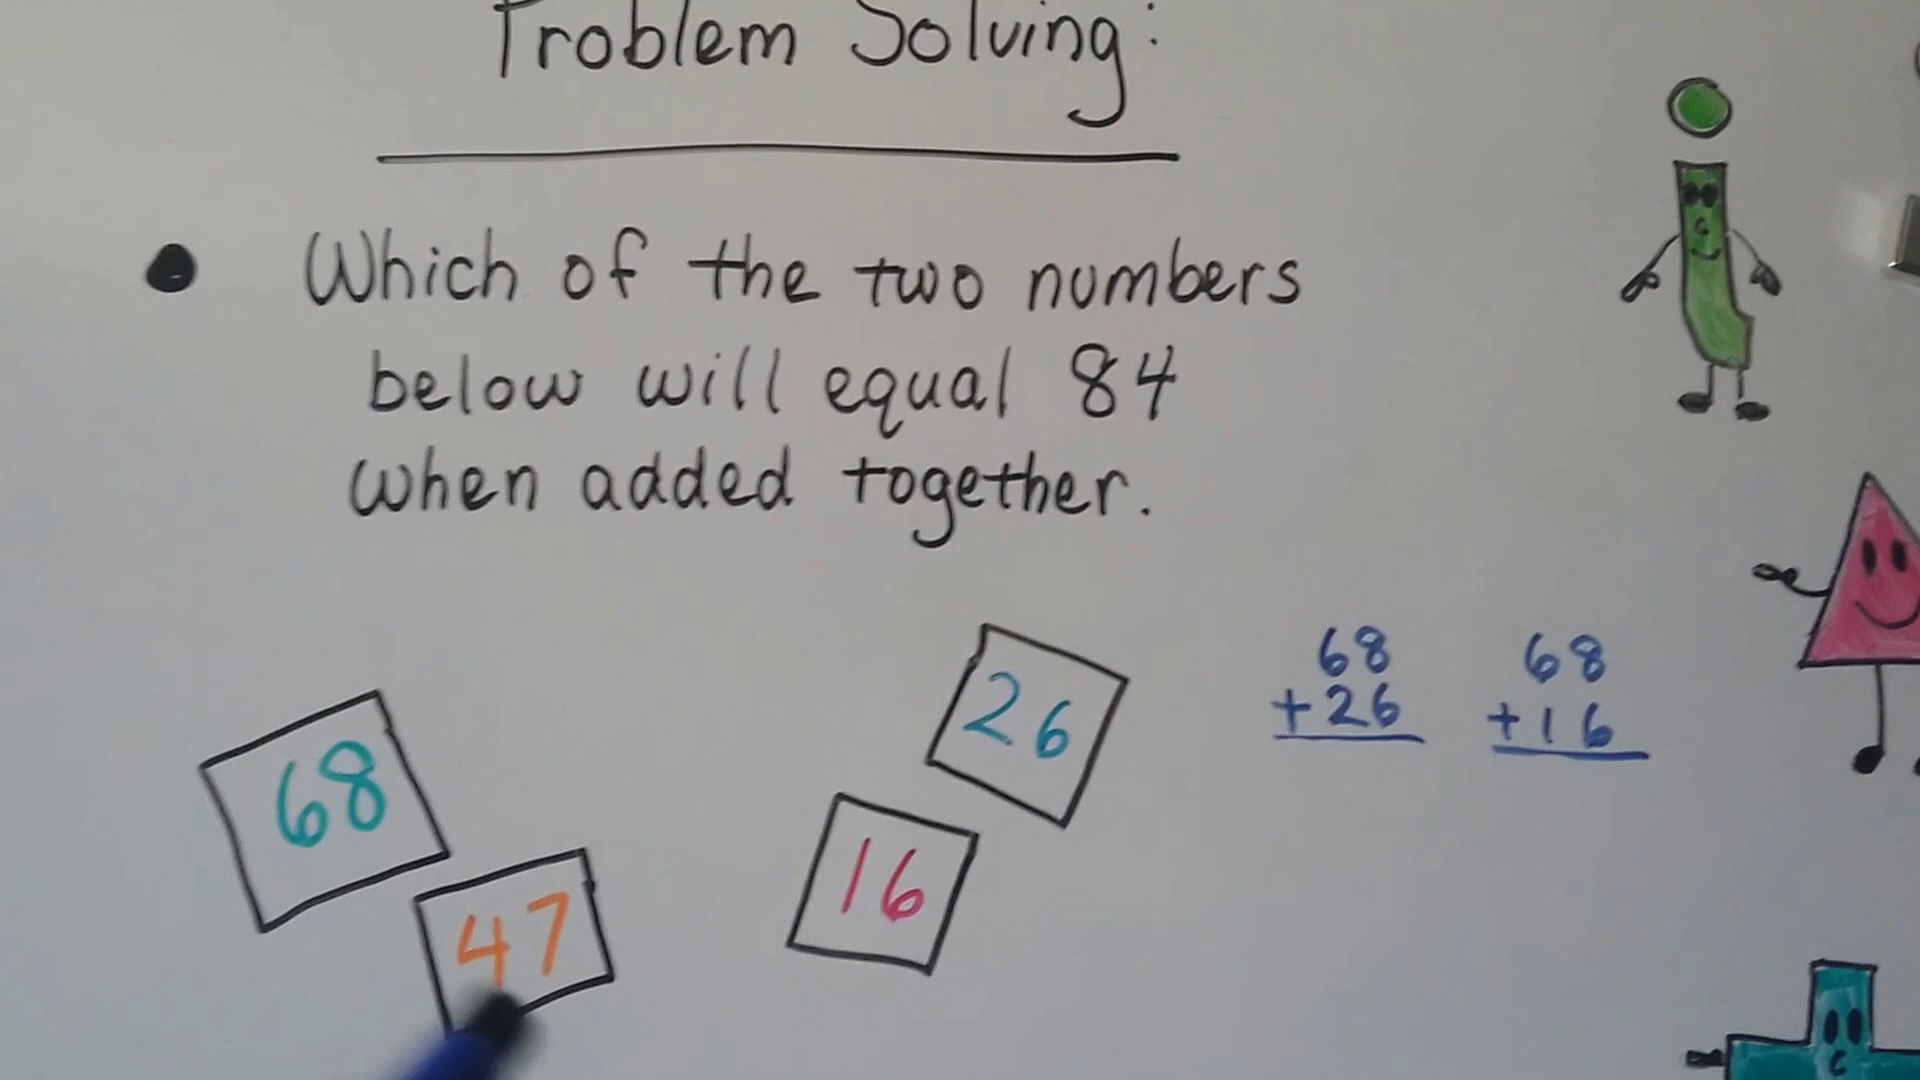 Problem Solving:
• Which of the two numbers
below will equal 84
when added together.
68
47
26
16
68
+ 26
68
+ 16